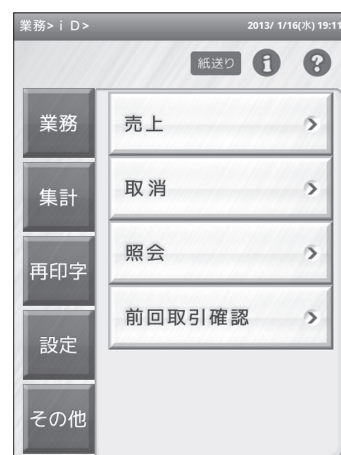 業務>ｉＤ> 2013/ 1/16(水) 19:11
紙送り i ?
業務
売上
集計
取消
再印字
照会
設定
前回取引確認
その他